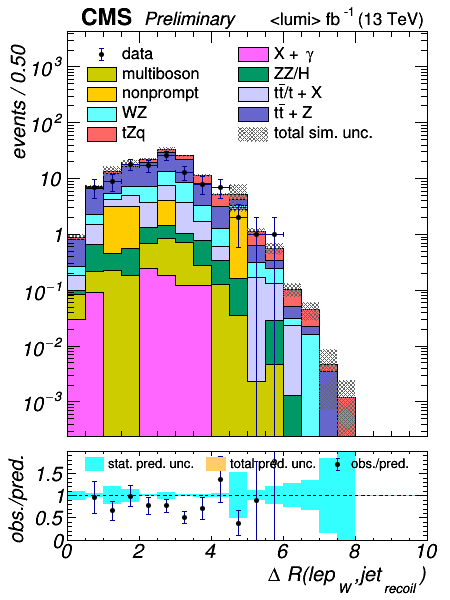 CMS Preliminary <lumi> fb⁻¹ (13 TeV)
events / 0.50
10³
10²
10
1
10⁻¹
10⁻²
10⁻³
data
multiboson
nonprompt
WZ
tZq
X + γ
ZZ/H
tt̄/t + X
tt̄ + Z
total sim. unc.
obs./pred.
1.5
1
0.5
0
stat. pred. unc. total pred. unc. obs./pred.
0 2 4 6 8 10
Δ R(lep_W, jet_recoil)